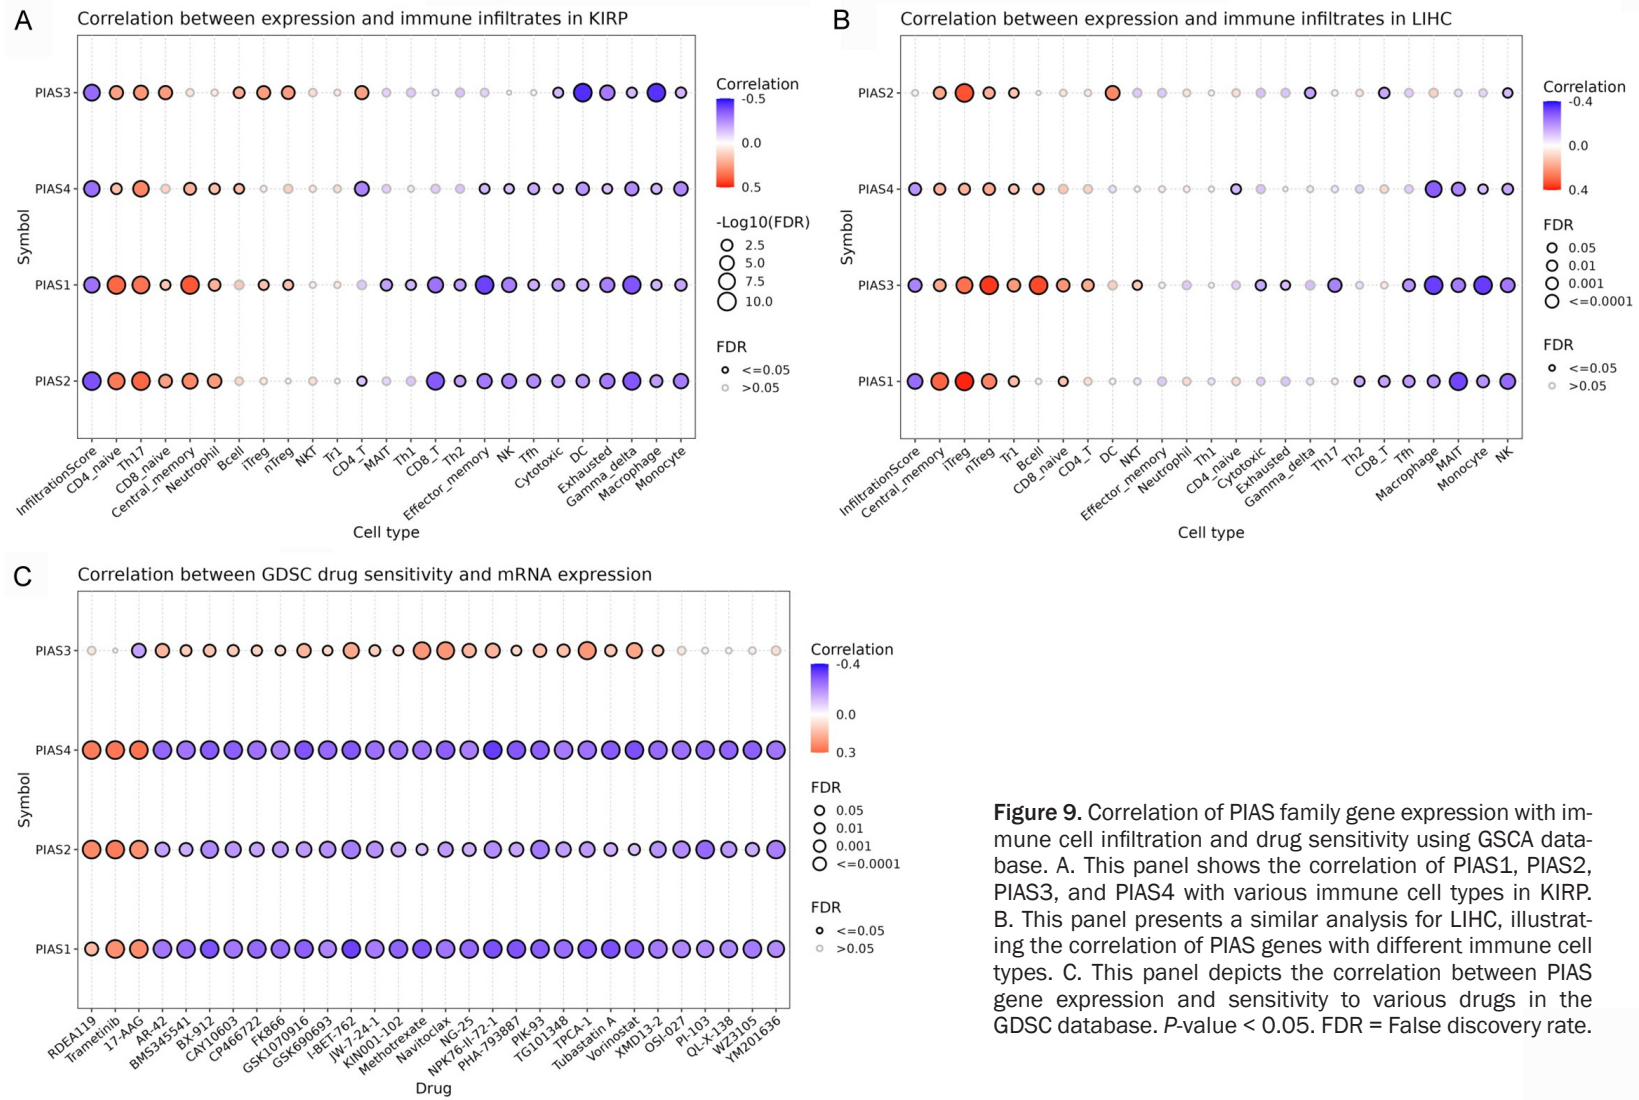 A
Correlation between expression and immune infiltrates in KIRP
PIAS3
PIAS4
PIAS1
PIAS2
Symbol
InfiltrationScore
CD4_naive
Th17
CD8_naive
Central_memory
Neutrophil
Bcell
iTreg
nTreg
NKT
Tr1
CD4_T
MAIT
Th1
CD8_T
Th2
Effector_memory
NK
Tfh
Cytotoxic
DC
Exhausted
Gamma_delta
Macrophage
Monocyte
Cell type
Correlation
-0.5
0.0
0.5
-Log10(FDR)
2.5
5.0
7.5
10.0
FDR
<=0.05
>0.05
B
Correlation between expression and immune infiltrates in LIHC
PIAS2
PIAS4
PIAS3
PIAS1
Symbol
InfiltrationScore
Central_memory
iTreg
nTreg
Tr1
Bcell
CD8_naive
CD4_T
DC
NKT
Effector_memory
Neutrophil
Th1
CD4_naive
Cytotoxic
Exhausted
Gamma_delta
Th17
Th2
CD8_T
Tfh
Macrophage
MAIT
Monocyte
NK
Cell type
Correlation
-0.4
0.0
0.4
FDR
0.05
0.01
0.001
<=0.0001
FDR
<=0.05
>0.05
C
Correlation between GDSC drug sensitivity and mRNA expression
PIAS3
PIAS4
PIAS2
PIAS1
Symbol
RDEA119
Trametinib
17-AAG
AR-42
BMS345541
BX-912
CAY10603
CP466722
FK866
GSK1070916
GSK690693
I-BET-762
JW-7-24-1
KIN001-102
Methotrexate
Navitoclax
NG-25
NPK76-II-72-1
PHA-793887
PIK-93
TG101348
TPCA-1
Tubastatin A
Vorinostat
XMD13-2
OSI-027
PI-103
QL-X-138
WZ3105
YM201636
Drug
Correlation
-0.4
0.0
0.3
FDR
0.05
0.01
0.001
<=0.0001
FDR
<=0.05
>0.05
Figure 9. Correlation of PIAS family gene expression with im-
mune cell infiltration and drug sensitivity using GSCA data-
base. A. This panel shows the correlation of PIAS1, PIAS2,
PIAS3, and PIAS4 with various immune cell types in KIRP.
B. This panel presents a similar analysis for LIHC, illustrat-
ing the correlation of PIAS genes with different immune cell
types. C. This panel depicts the correlation between PIAS
gene expression and sensitivity to various drugs in the
GDSC database. P-value < 0.05. FDR = False discovery rate.